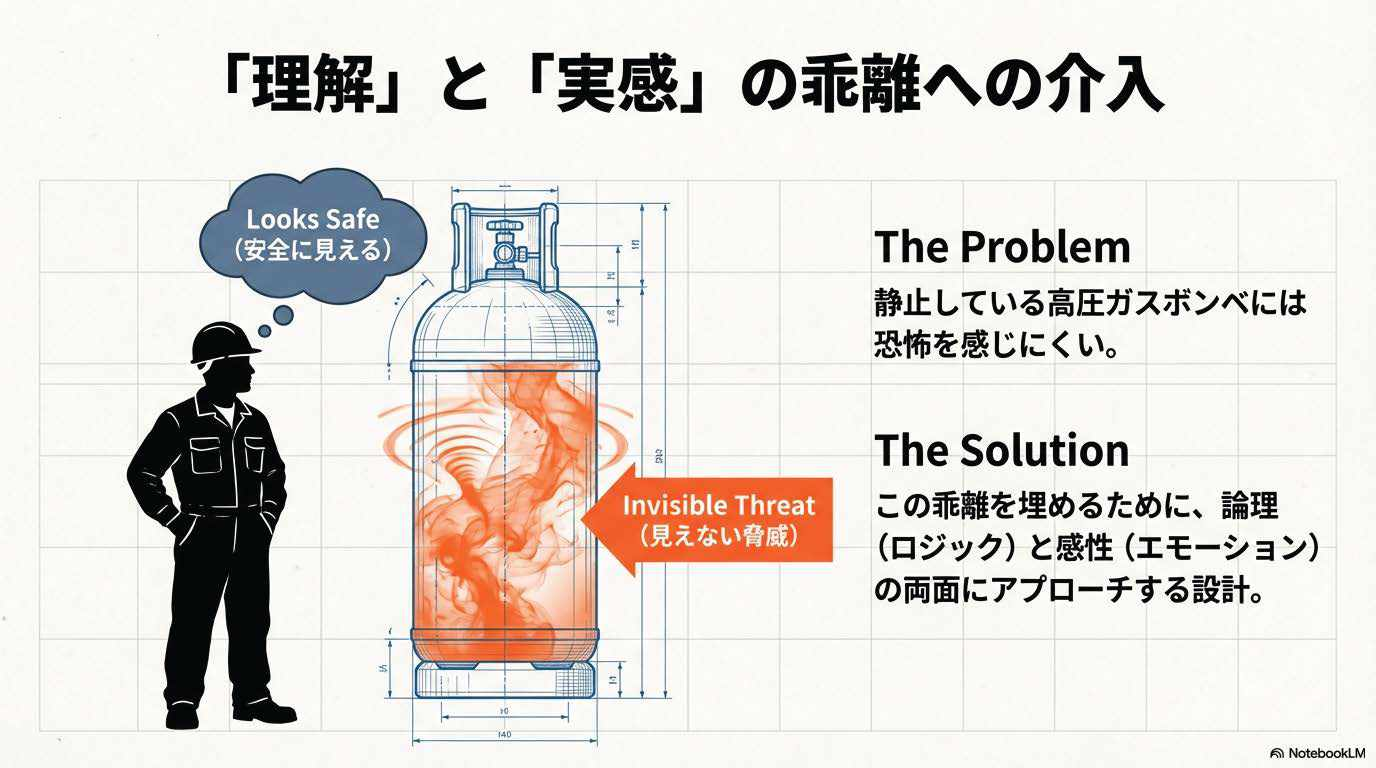 「理解」と「実感」の乖離への介入
Looks Safe
（安全に見える）
The Problem
静止している高圧ガスボンベには
恐怖を感じにくい。
The Solution
この乖離を埋めるために、論理
（ロジック）と感性（エモーション）
の両面にアプローチする設計。
Invisible Threat
（見えない脅威）
140
NotebookLM